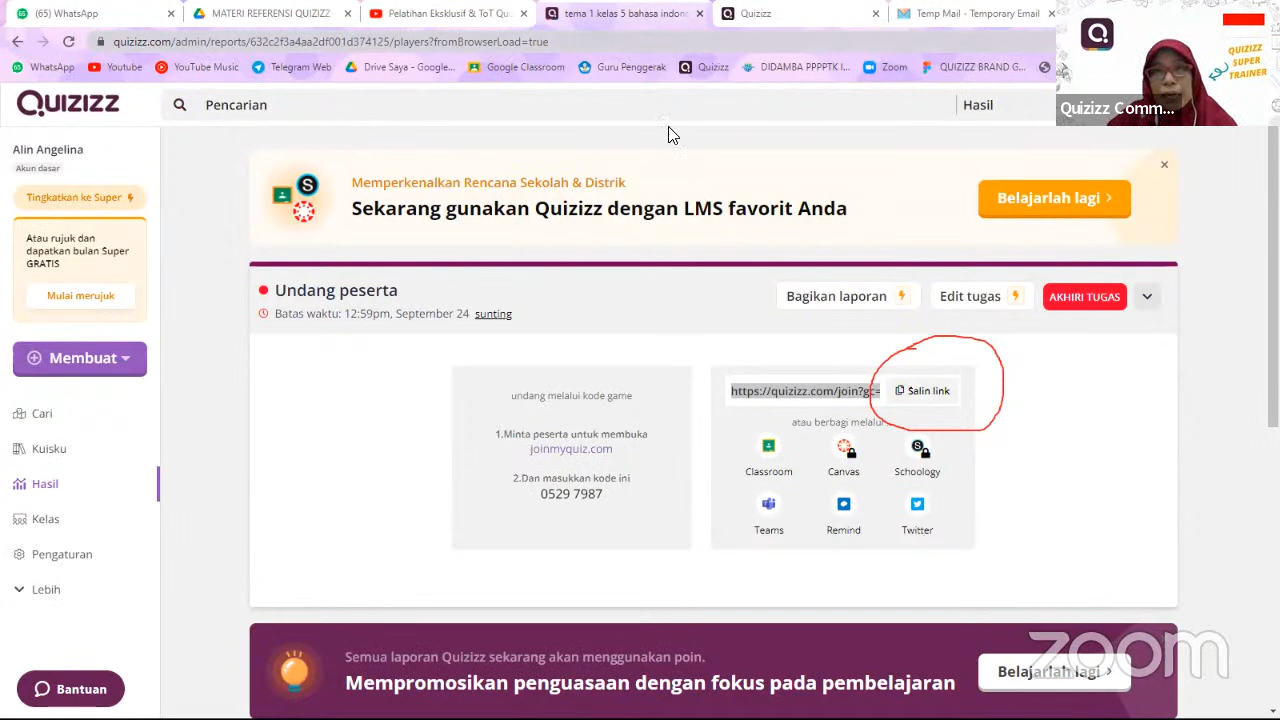 (65) WhatsApp
MATERI REFERENSI QUIZIZZ
Pelatihan Eksklusif & ToT Qu
tema 1 kelas 5 bahasa indone
Quizizz
Temp Mail - Temporary Email
quizizz.com/admin/reports/632c2f3a4aa2df001d374125/players?fromBrowserLoad=true
WhatsApp
Youtube
YouTube Music
Telegram Web
Drive Saya - Google...
Google Calendar
Guru Penggerak
Quizizz
DIDAMBA PPPPTK I...
Zoom
QUIZIZZ BRAND G...
QUIZIZZ
SUPER
TRAINER
Quizizz Comm...
QUIZIZZ
Pencarian
Hasil
Alin Angelina
Akun dasar
Tingkatkan ke Super
Atau rujuk dan
dapatkan bulan Super
GRATIS
Mulai merujuk
Membuat
Cari
Kuisku
Hasil
Kelas
Pengaturan
Lebih
Bantuan
Memperkenalkan Rencana Sekolah & Distrik
Sekarang gunakan Quizizz dengan LMS favorit Anda
Belajarlah lagi >
Undang peserta
Batas waktu: 12:59pm, September 24 sunting
Bagikan laporan
Edit tugas
AKHIRI TUGAS
undang melalui kode game
1.Minta peserta untuk membuka
joinmyquiz.com
2.Dan masukkan kode ini
0529 7987
https://quizizz.com/join?gc=
Salin link
atau berbagi melalui
Classroom
Canvas
Schoology
Teams
Remind
Twitter
Semua laporan Quizizz sekarang akan menggunakan poin.
Mempromosikan penguasaan dengan fokus pada pembelajaran
Belajarlah lagi >
zoom